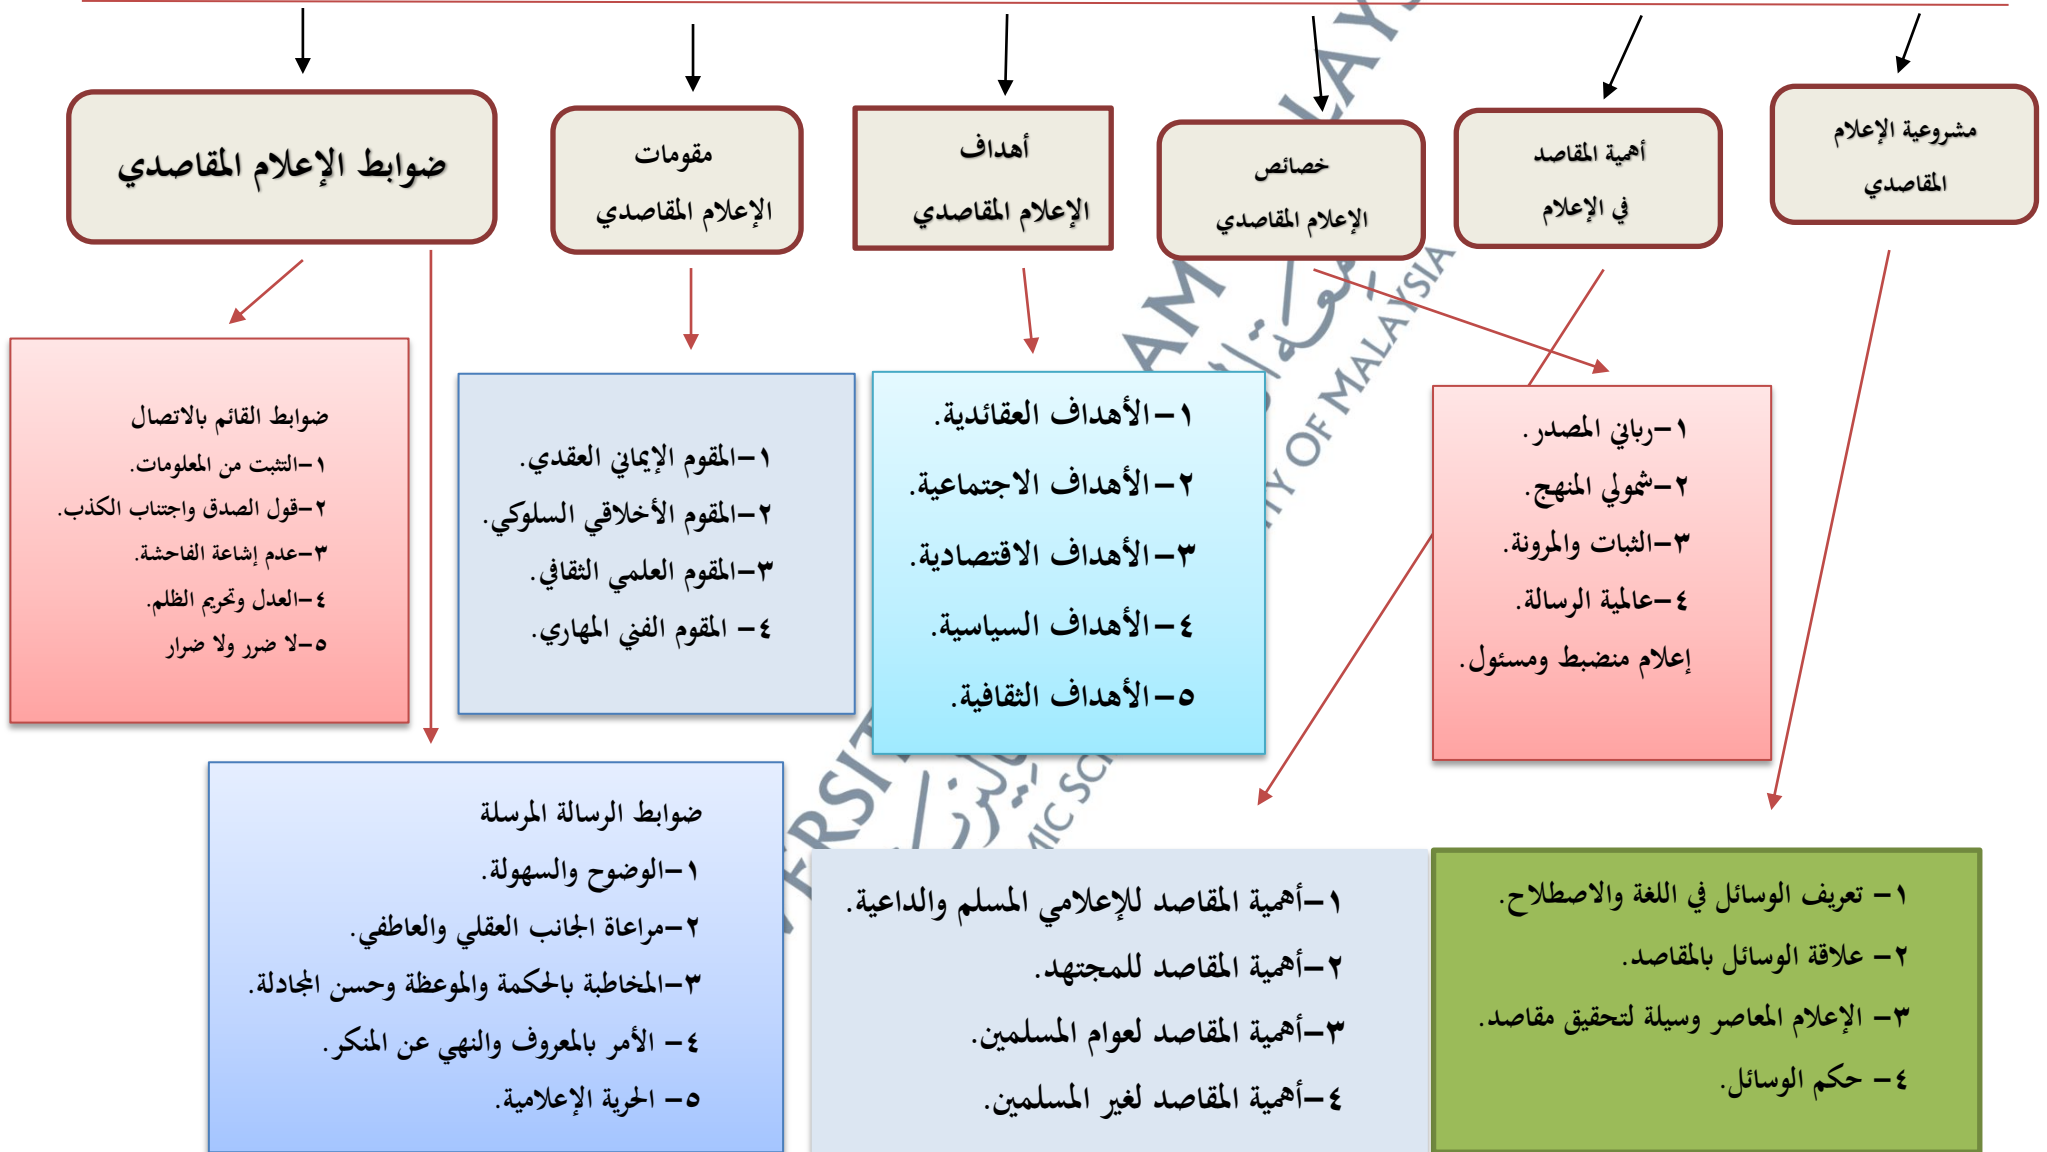 مشروعية الإعلام
المقاصدي
أهمية المقاصد
في الإعلام
خصائص
الإعلام المقاصدي
أهداف
الإعلام المقاصدي
مقومات
الإعلام المقاصدي
ضوابط الإعلام المقاصدي
١–رباني المصدر.
٢–شمولي المنهج.
٣–الثبات والمرونة.
٤–عالمية الرسالة.
إعلام منضبط ومسئول.
١–الأهداف العقائدية.
٢–الأهداف الاجتماعية.
٣–الأهداف الاقتصادية.
٤–الأهداف السياسية.
٥–الأهداف الثقافية.
١–المقوم الإيماني العقدي.
٢–المقوم الأخلاقي السلوكي.
٣–المقوم العلمي الثقافي.
٤– المقوم الفني المهاري.
ضوابط القائم بالاتصال
١–التثبت من المعلومات.
٢–قول الصدق واجتناب الكذب.
٣–عدم إشاعة الفاحشة.
٤–العدل وتحريم الظلم.
٥–لا ضرر ولا ضرار
١– تعريف الوسائل في اللغة والاصطلاح.
٢– علاقة الوسائل بالمقاصد.
٣– الإعلام المعاصر وسيلة لتحقيق مقاصد.
٤– حكم الوسائل.
١–أهمية المقاصد للإعلامي المسلم والداعية.
٢–أهمية المقاصد للمجتهد.
٣–أهمية المقاصد لعوام المسلمين.
٤–أهمية المقاصد لغير المسلمين.
ضوابط الرسالة المرسلة
١–الوضوح والسهولة.
٢–مراعاة الجانب العقلي والعاطفي.
٣–المخاطبة بالحكمة والموعظة وحسن المجادلة.
٤– الأمر بالمعروف والنهي عن المنكر.
٥– الحرية الإعلامية.
OF MALAYSIA